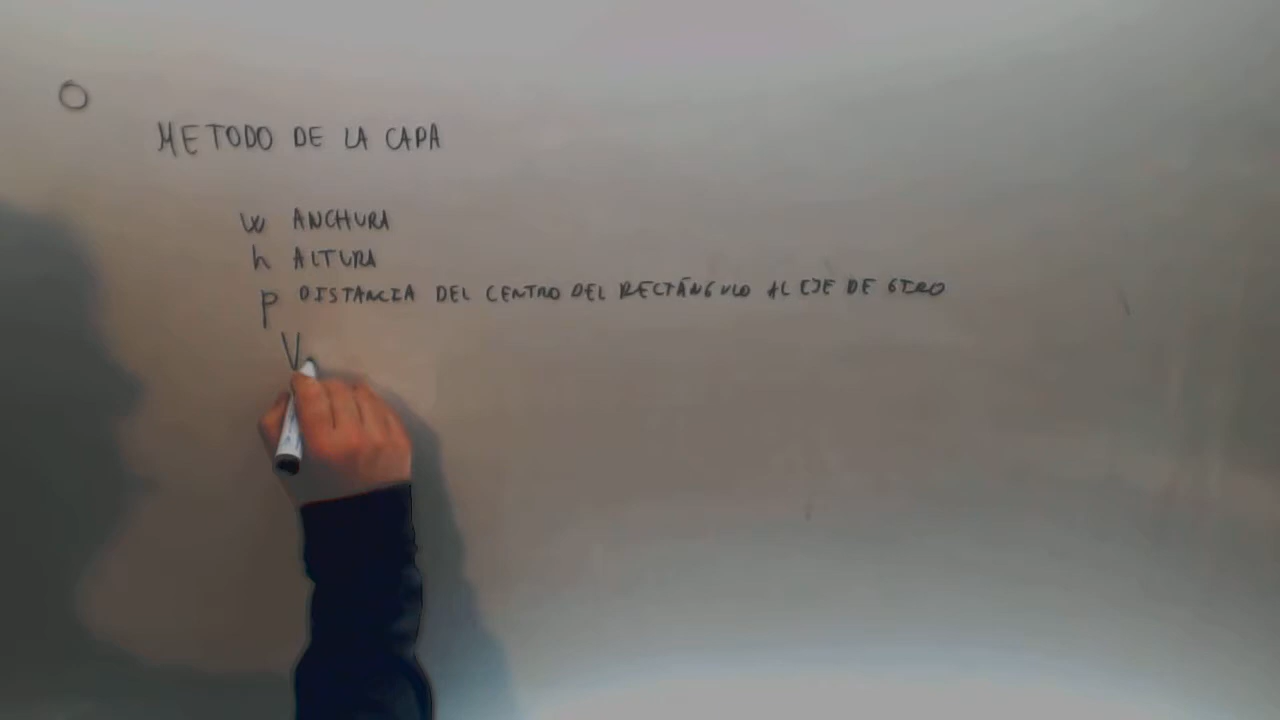 METODO DE LA CAPA
w ANCHURA
h ALTURA
p DISTANCIA DEL CENTRO DEL RECTÁNGULO AL EJE DE GIRO
V